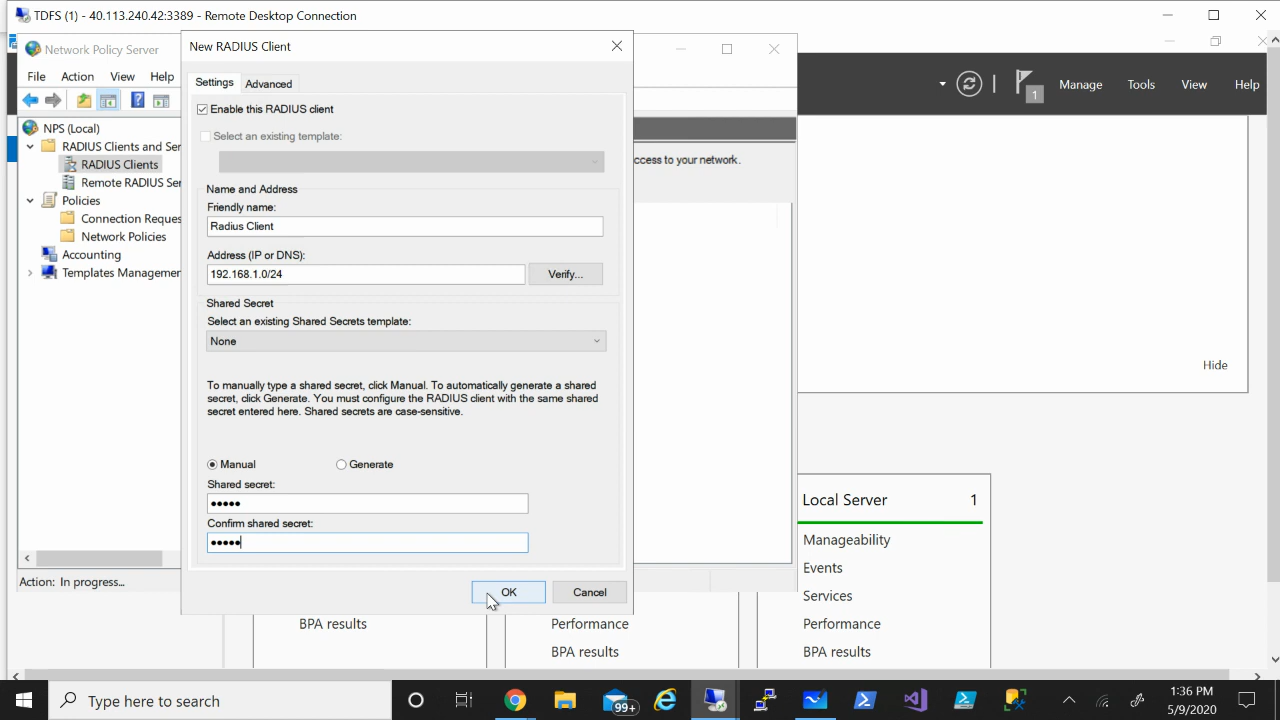 TDFS (1) - 40.113.240.42:3389 - Remote Desktop Connection
Network Policy Server
File Action View Help
NPS (Local)
RADIUS Clients and Ser
RADIUS Clients
Remote RADIUS Ser
Policies
Connection Reques
Network Policies
Accounting
Templates Managemer
Action: In progress...
New RADIUS Client
Settings Advanced
Enable this RADIUS client
Select an existing template:
Name and Address
Friendly name:
Radius Client
Address (IP or DNS):
192.168.1.0/24
Verify...
Shared Secret
Select an existing Shared Secrets template:
None
To manually type a shared secret, click Manual. To automatically generate a shared
secret, click Generate. You must configure the RADIUS client with the same shared
secret entered here. Shared secrets are case-sensitive.
Manual Generate
Shared secret:
•••••
Confirm shared secret:
•••••
OK Cancel
ccess to your network.
1 Manage Tools View Help
Hide
Local Server 1
Manageability
Events
Services
Performance
BPA results
Performance
BPA results
BPA results
Type here to search
99+
1:36 PM
5/9/2020